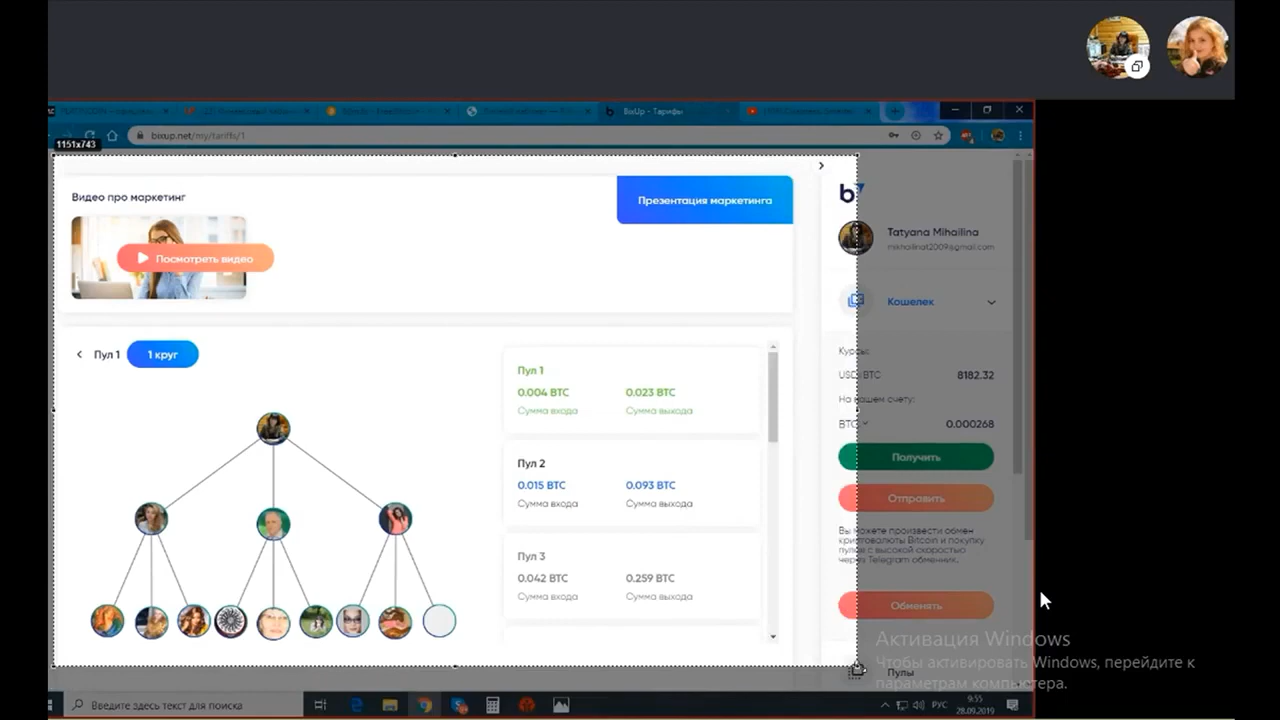 BixUp - Тарифы
bixup.net/my/tariffs/1
1151x743
Видео про маркетинг
Презентация маркетинга
Посмотреть видео
b
Tatyana Mihailina
mikhailinat2009@gmail.com
Кошелек
Курсы:
USD/BTC 8182.32
На вашем счету:
BTC 0.000268
Получить
Отправить
Вы можете произвести обмен
криптовалюты Bitcoin и покупку
пулов с высокой скоростью
через Telegram обменник.
Обменять
Пулы
Пул 1
1 круг
Пул 1
0.004 BTC 0.023 BTC
Сумма входа Сумма выхода
Пул 2
0.015 BTC 0.093 BTC
Сумма входа Сумма выхода
Пул 3
0.042 BTC 0.259 BTC
Сумма входа Сумма выхода
Активация Windows
Чтобы активировать Windows, перейдите к
параметрам компьютера.
Введите здесь текст для поиска
РУС
9:55
28.09.2019